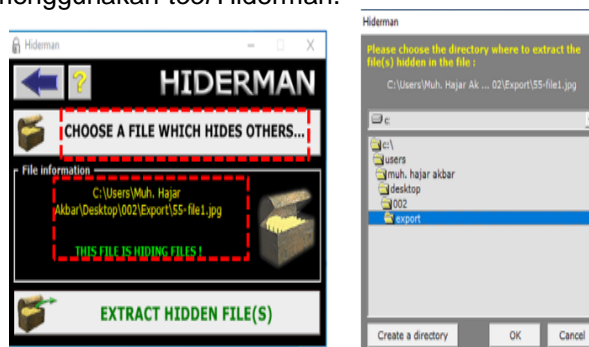 menggunakan tool Hiderman.
Hiderman
HIDERMAN
CHOOSE A FILE WHICH HIDES OTHERS...
File information
C:\Users\Muh. Hajar
Akbar\Desktop\002\Export\55-file1.jpg
THIS FILE IS HIDING FILES !
EXTRACT HIDDEN FILE(S)
Hiderman
Please choose the directory where to extract the
file(s) hidden in the file :
C:\Users\Muh. Hajar Ak ... 02\Export\55-file1.jpg
c:
c:\
users
muh. hajar akbar
desktop
002
export
Create a directory
OK
Cancel